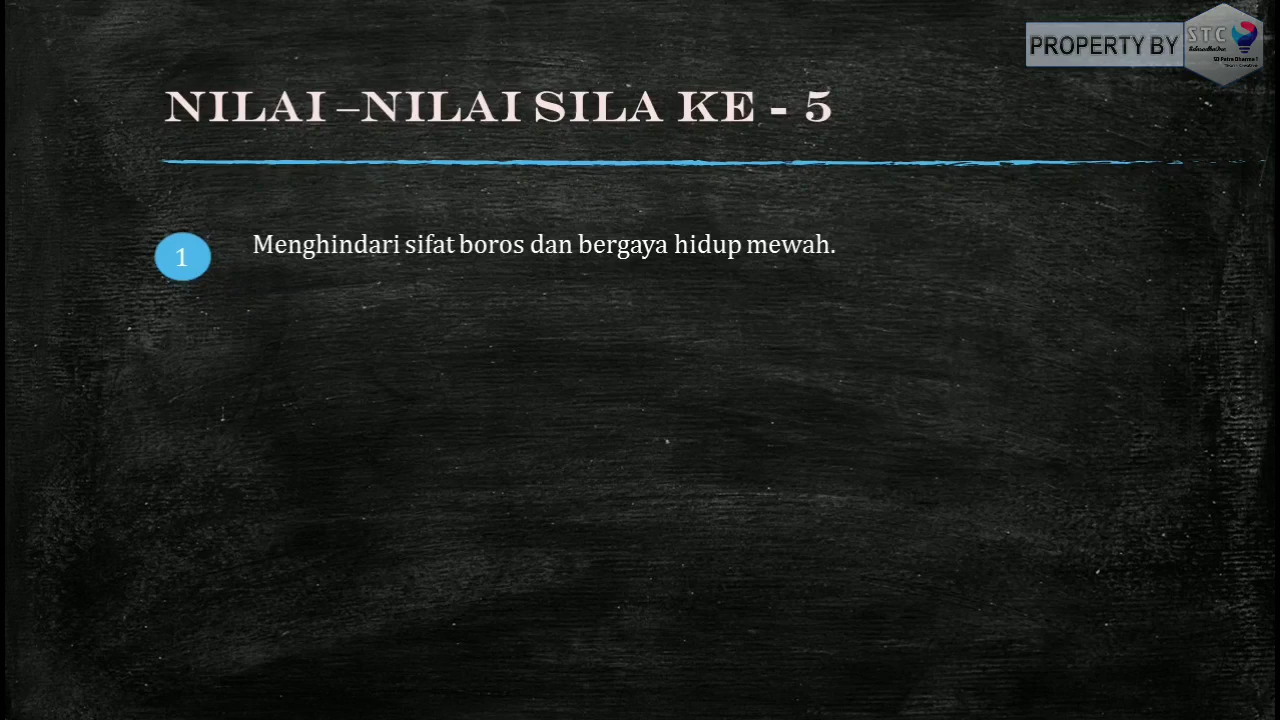 PROPERTY BY
STC
NILAI –NILAI SILA KE - 5
1
Menghindari sifat boros dan bergaya hidup mewah.